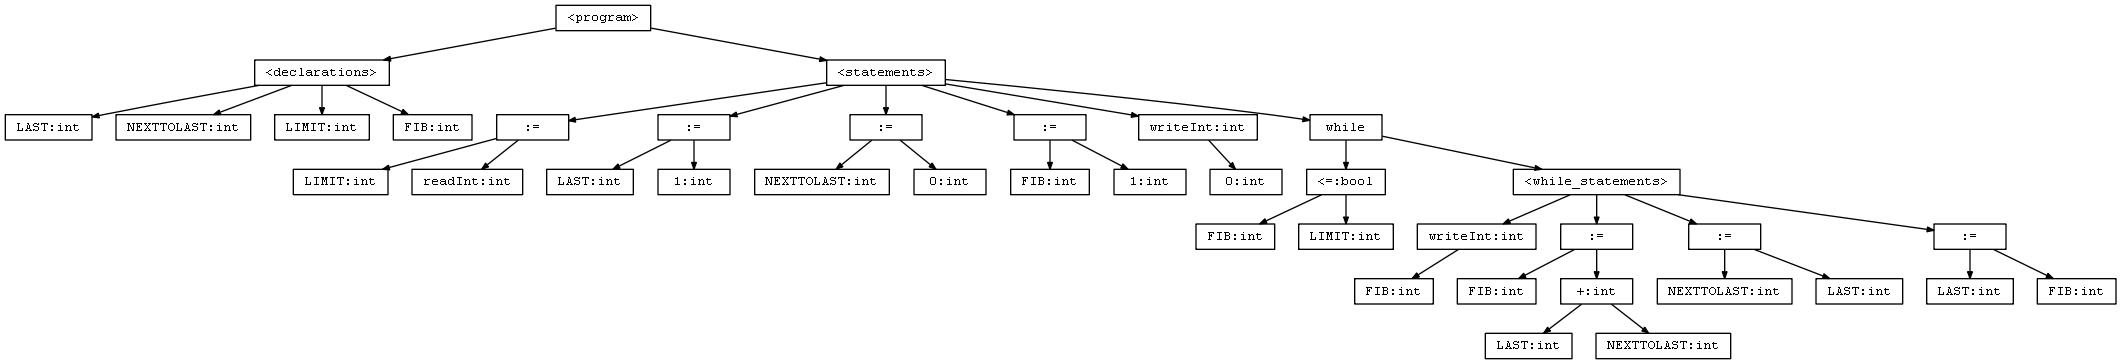 <program>
<declarations> <statements>
LAST:int NEXTTOLAST:int LIMIT:int FIB:int := := := := writeInt:int while
LIMIT:int readInt:int LAST:int 1:int NEXTTOLAST:int 0:int FIB:int 1:int 0:int <=:bool <while_statements>
FIB:int LIMIT:int writeInt:int := := :=
FIB:int FIB:int +:int NEXTTOLAST:int LAST:int LAST:int FIB:int
LAST:int NEXTTOLAST:int